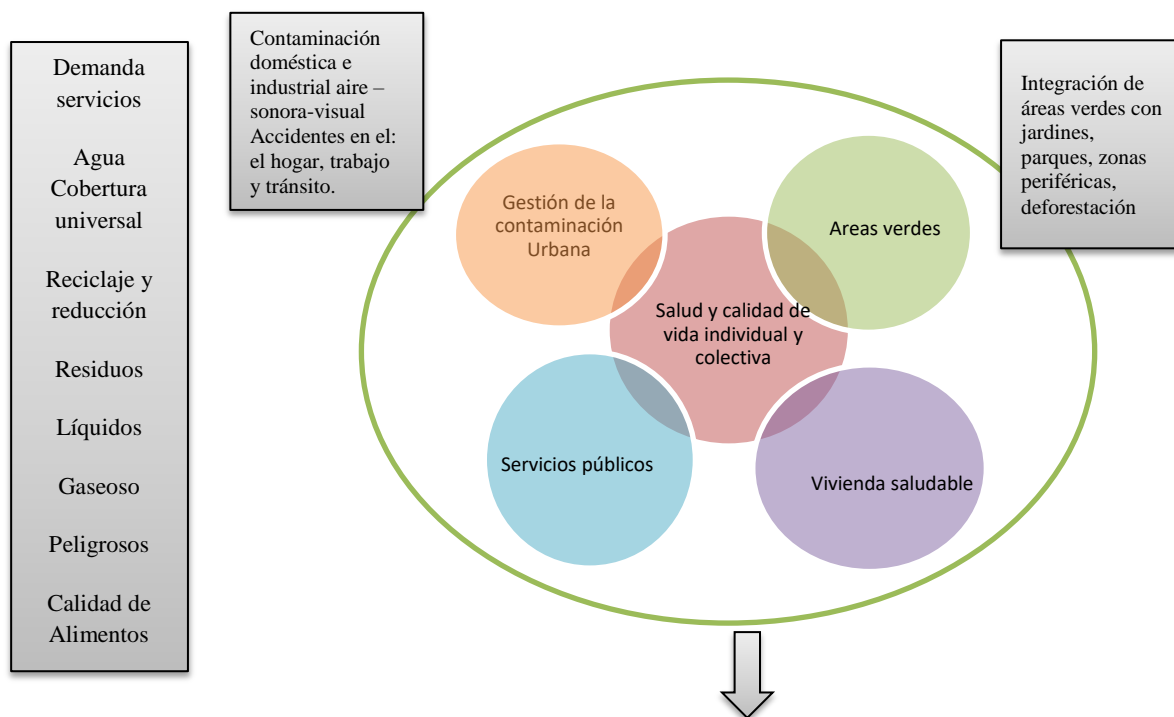 Demanda
servicios
Agua
Cobertura
universal
Reciclaje y
reducción
Residuos
Líquidos
Gaseoso
Peligrosos
Calidad de
Alimentos
Contaminación
doméstica e
industrial aire –
sonora-visual
Accidentes en el:
el hogar, trabajo
y tránsito.
Integración de
áreas verdes con
jardines,
parques, zonas
periféricas,
deforestación
Gestión de la
contaminación
Urbana
Areas verdes
Salud y calidad de
vida individual y
colectiva
Servicios públicos
Vivienda saludable